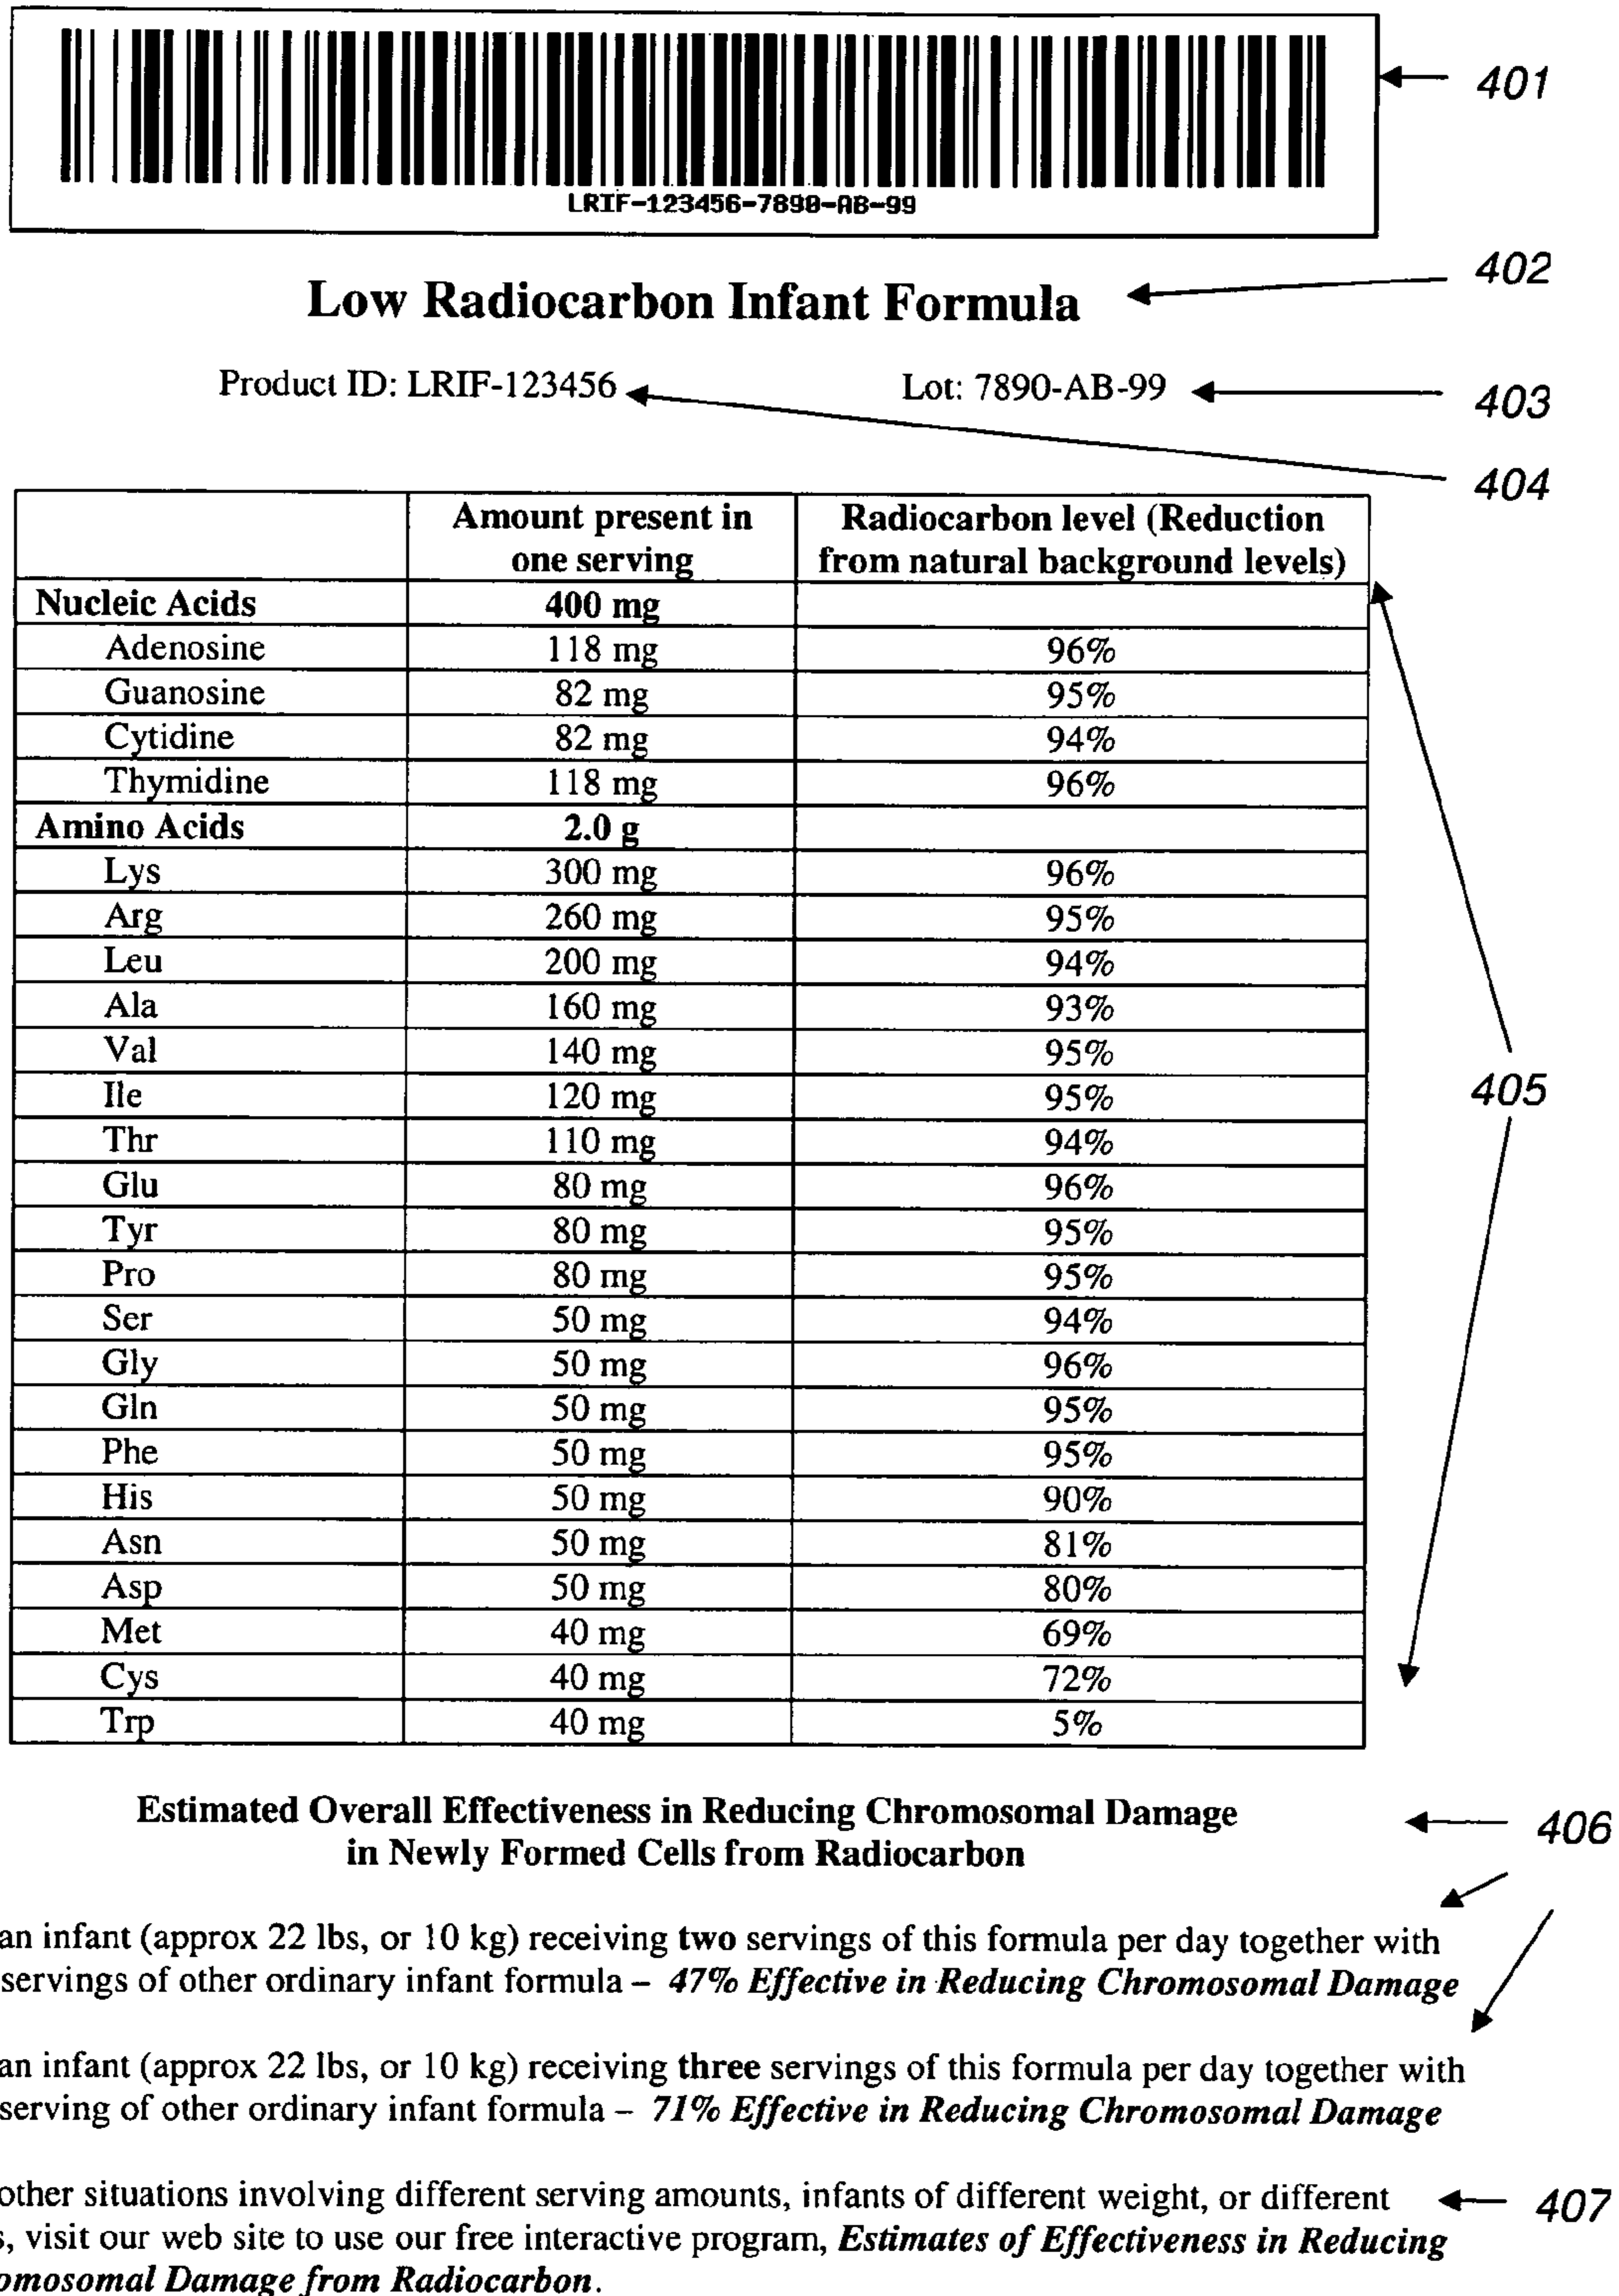 401
LRIF-123456-7890-AB-99
402
Low Radiocarbon Infant Formula
Product ID: LRIF-123456 Lot: 7890-AB-99 403
404
Amount present in one serving Radiocarbon level (Reduction from natural background levels)
Nucleic Acids 400 mg
Adenosine 118 mg 96%
Guanosine 82 mg 95%
Cytidine 82 mg 94%
Thymidine 118 mg 96%
Amino Acids 2.0 g
Lys 300 mg 96%
Arg 260 mg 95%
Leu 200 mg 94%
Ala 160 mg 93%
Val 140 mg 95%
Ile 120 mg 95%
405
Thr 110 mg 94%
Glu 80 mg 96%
Tyr 80 mg 95%
Pro 80 mg 95%
Ser 50 mg 94%
Gly 50 mg 96%
Gln 50 mg 95%
Phe 50 mg 95%
His 50 mg 90%
Asn 50 mg 81%
Asp 50 mg 80%
Met 40 mg 69%
Cys 40 mg 72%
Trp 40 mg 5%
Estimated Overall Effectiveness in Reducing Chromosomal Damage
406
in Newly Formed Cells from Radiocarbon
an infant (approx 22 lbs, or 10 kg) receiving two servings of this formula per day together with
servings of other ordinary infant formula – 47% Effective in Reducing Chromosomal Damage
an infant (approx 22 lbs, or 10 kg) receiving three servings of this formula per day together with
serving of other ordinary infant formula – 71% Effective in Reducing Chromosomal Damage
other situations involving different serving amounts, infants of different weight, or different
407
s, visit our web site to use our free interactive program, Estimates of Effectiveness in Reducing
omosomal Damage from Radiocarbon.